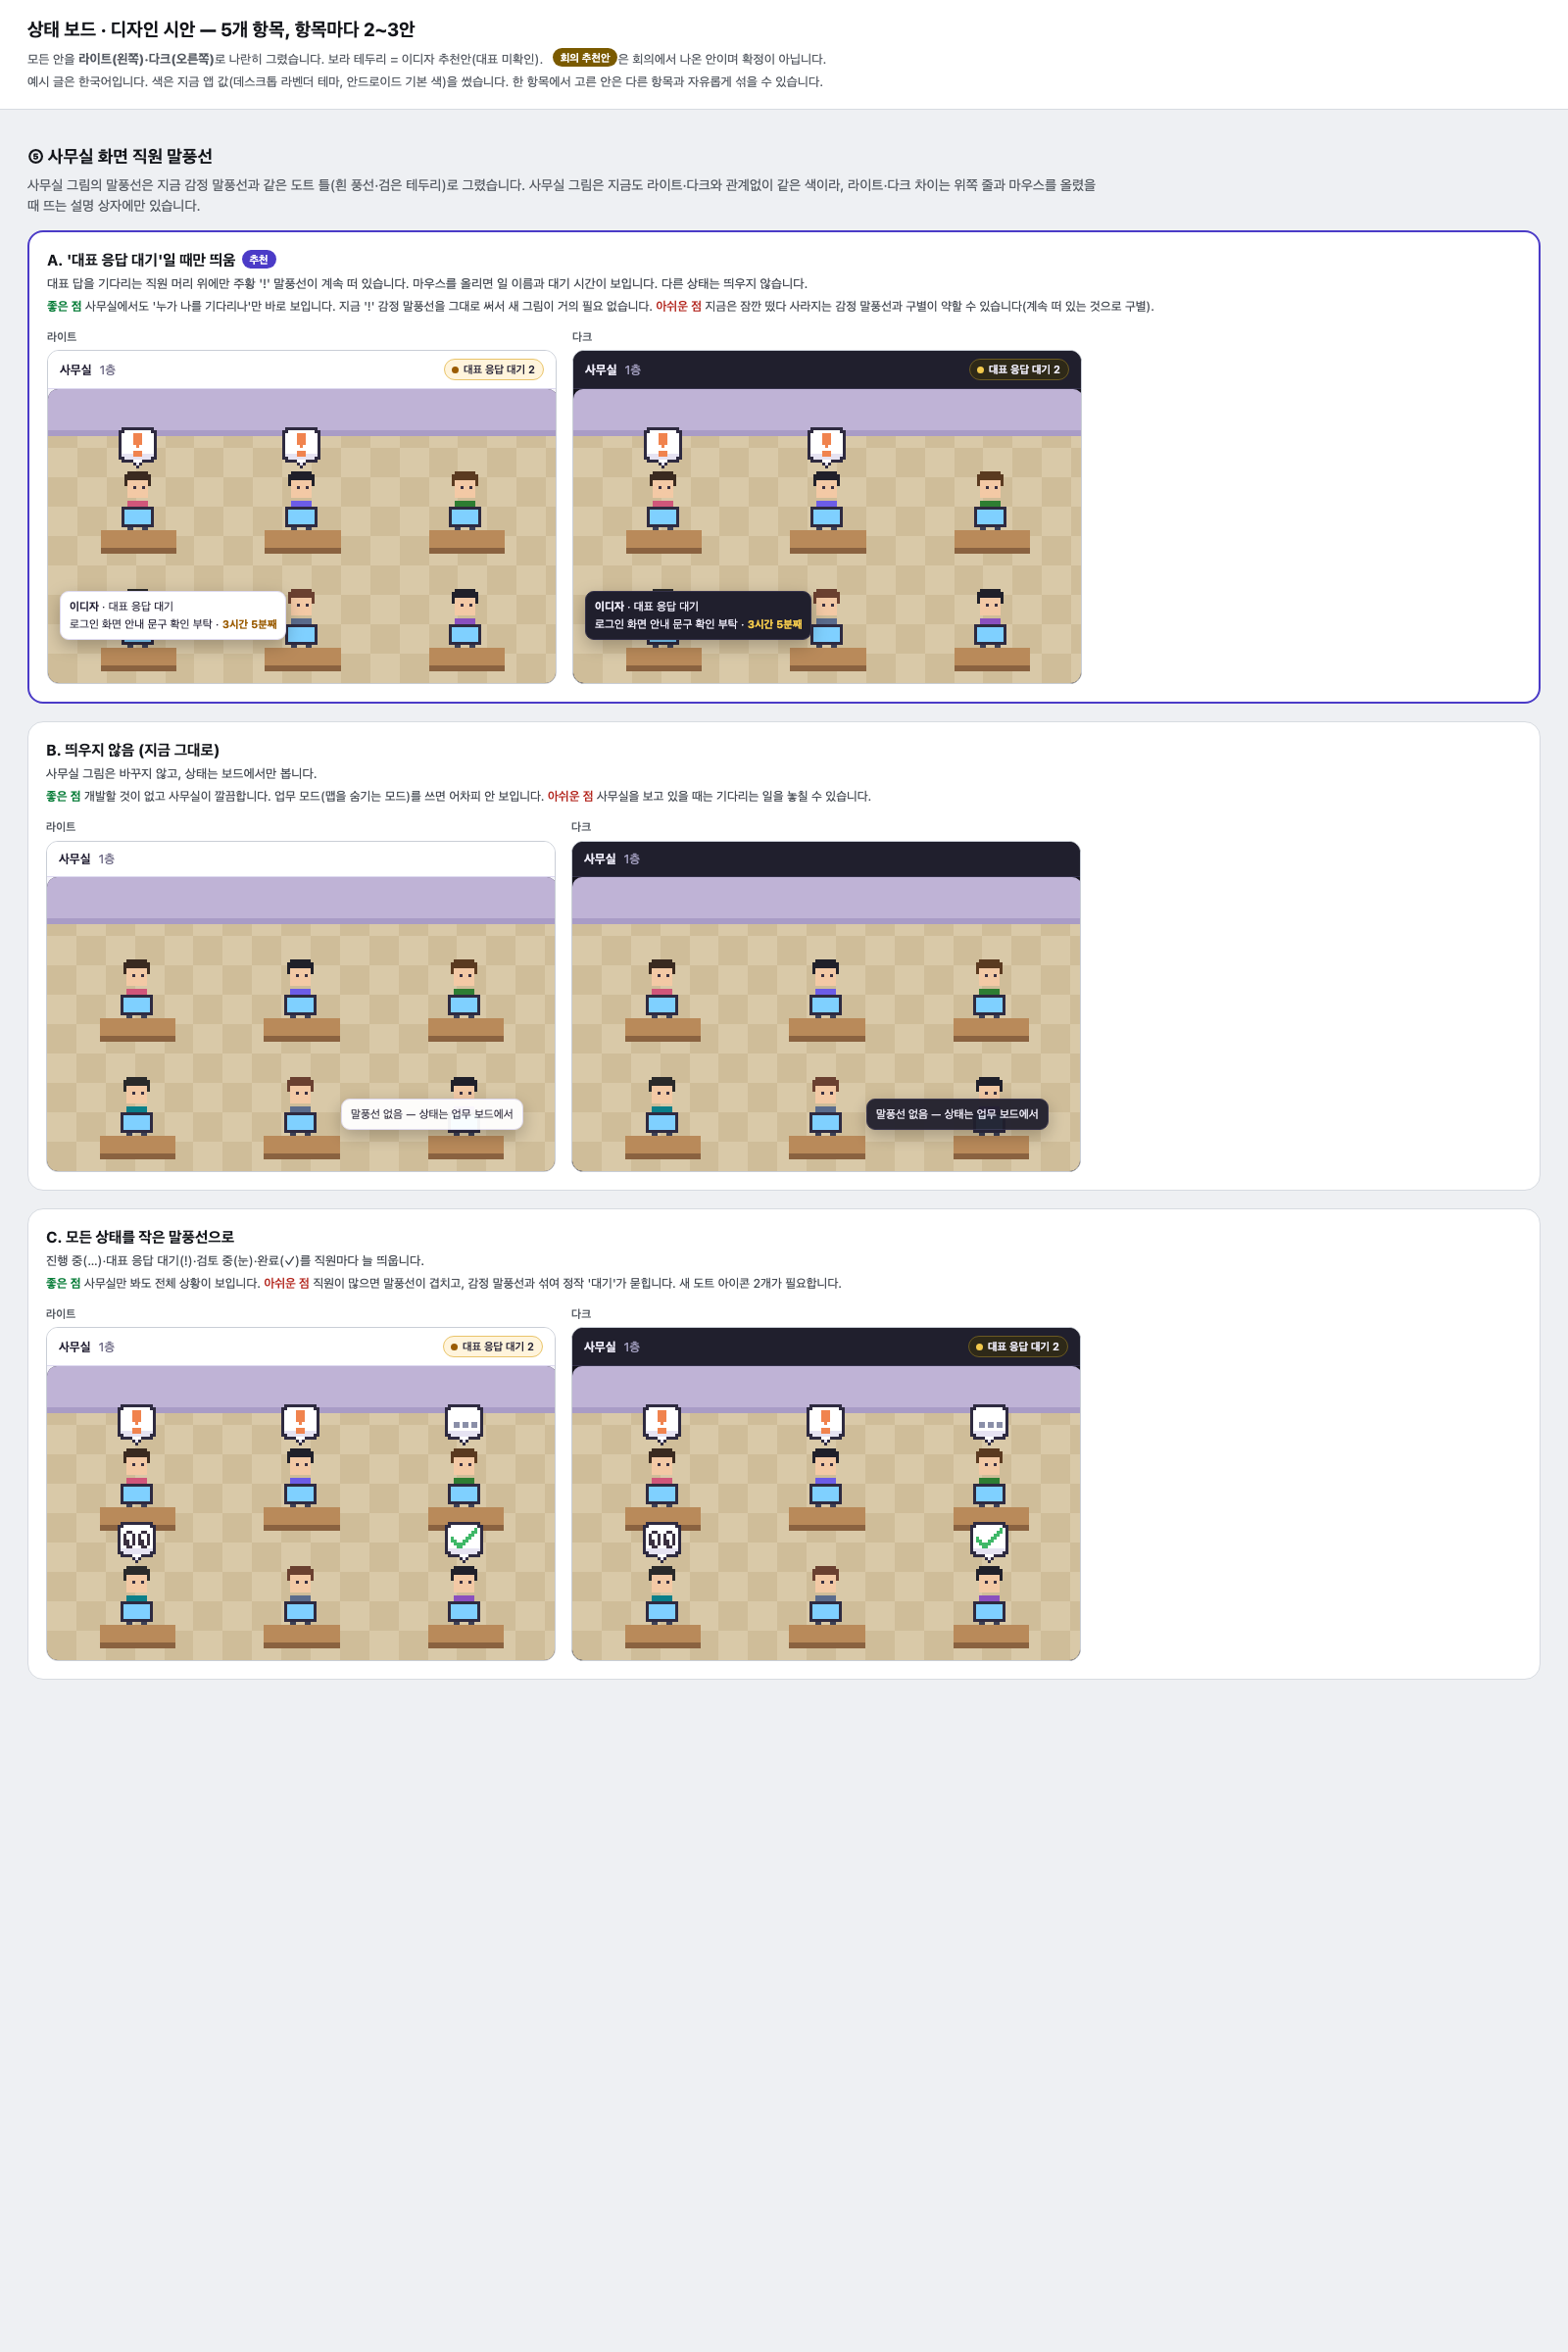 상태 보드 · 디자인 시안 — 5개 항목, 항목마다 2~3안
모든 안을 라이트(왼쪽)·다크(오른쪽)로 나란히 그렸습니다. 보라 테두리 = 이디자 추천안(대표 미확인). 회의 추천안은 회의에서 나온 안이며 확정이 아닙니다.
예시 글은 한국어입니다. 색은 지금 앱 값(데스크톱 라벤더 테마, 안드로이드 기본 색)을 썼습니다. 한 항목에서 고른 안은 다른 항목과 자유롭게 섞을 수 있습니다.
⑤ 사무실 화면 직원 말풍선
사무실 그림의 말풍선은 지금 감정 말풍선과 같은 도트 틀(흰 풍선·검은 테두리)로 그렸습니다. 사무실 그림은 지금도 라이트·다크와 관계없이 같은 색이라, 라이트·다크 차이는 위쪽 줄과 마우스를 올렸을
때 뜨는 설명 상자에만 있습니다.
A. '대표 응답 대기'일 때만 띄움 추천
대표 답을 기다리는 직원 머리 위에만 주황 '!' 말풍선이 계속 떠 있습니다. 마우스를 올리면 일 이름과 대기 시간이 보입니다. 다른 상태는 띄우지 않습니다.
좋은 점 사무실에서도 '누가 나를 기다리나'만 바로 보입니다. 지금 '!' 감정 말풍선을 그대로 써서 새 그림이 거의 필요 없습니다. 아쉬운 점 지금은 잠깐 떴다 사라지는 감정 말풍선과 구별이 약할 수 있습니다(계속 떠 있는 것으로 구별).
라이트
사무실 1층
대표 응답 대기 2
이디자 · 대표 응답 대기
로그인 화면 안내 문구 확인 부탁 · 3시간 5분째
다크
사무실 1층
대표 응답 대기 2
이디자 · 대표 응답 대기
로그인 화면 안내 문구 확인 부탁 · 3시간 5분째
B. 띄우지 않음 (지금 그대로)
사무실 그림은 바꾸지 않고, 상태는 보드에서만 봅니다.
좋은 점 개발할 것이 없고 사무실이 깔끔합니다. 업무 모드(맵을 숨기는 모드)를 쓰면 어차피 안 보입니다. 아쉬운 점 사무실을 보고 있을 때는 기다리는 일을 놓칠 수 있습니다.
라이트
사무실 1층
말풍선 없음 — 상태는 업무 보드에서
다크
사무실 1층
말풍선 없음 — 상태는 업무 보드에서
C. 모든 상태를 작은 말풍선으로
진행 중(…)·대표 응답 대기(!)·검토 중(눈)·완료(✓)를 직원마다 늘 띄웁니다.
좋은 점 사무실만 봐도 전체 상황이 보입니다. 아쉬운 점 직원이 많으면 말풍선이 겹치고, 감정 말풍선과 섞여 정작 '대기'가 묻힙니다. 새 도트 아이콘 2개가 필요합니다.
라이트
사무실 1층
대표 응답 대기 2
다크
사무실 1층
대표 응답 대기 2